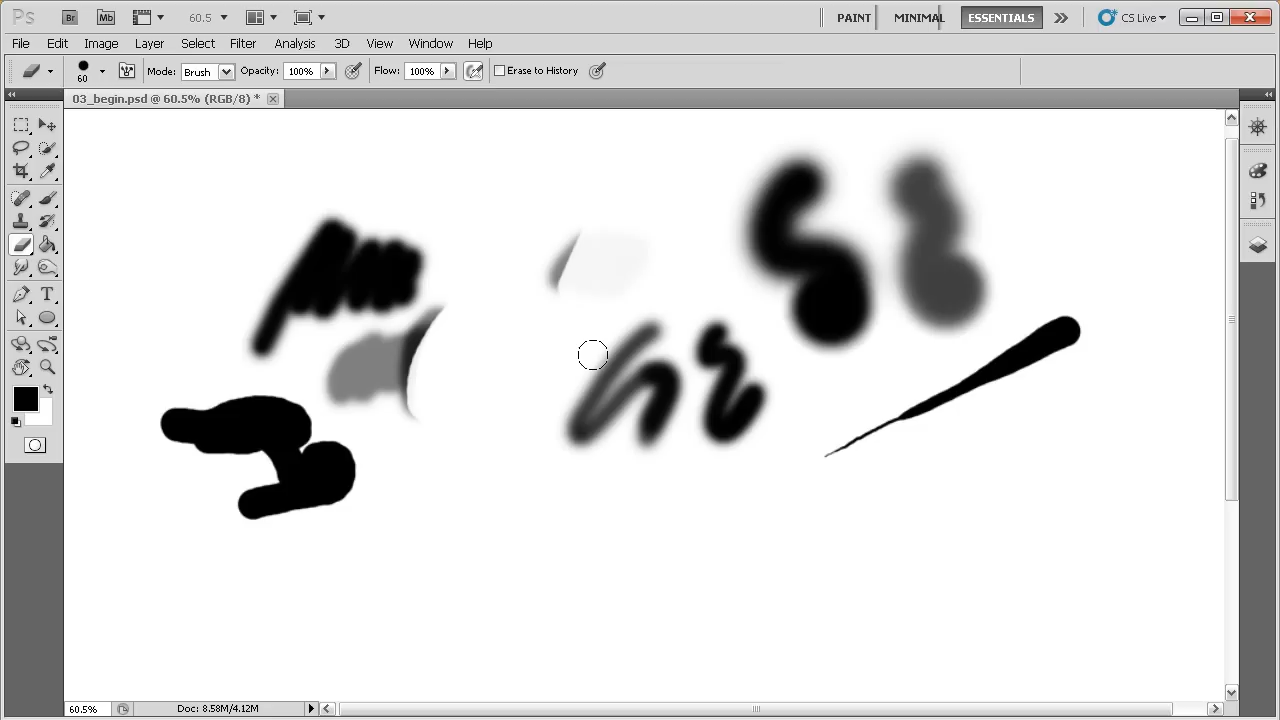 Ps Br Mb 60.5 PAINT MINIMAL ESSENTIALS CS Live
File Edit Image Layer Select Filter Analysis 3D View Window Help
60 Mode: Brush Opacity: 100% Flow: 100% Erase to History
03_begin.psd @ 60.5% (RGB/8) *
T
60.5% Doc: 8.58M/4.12M